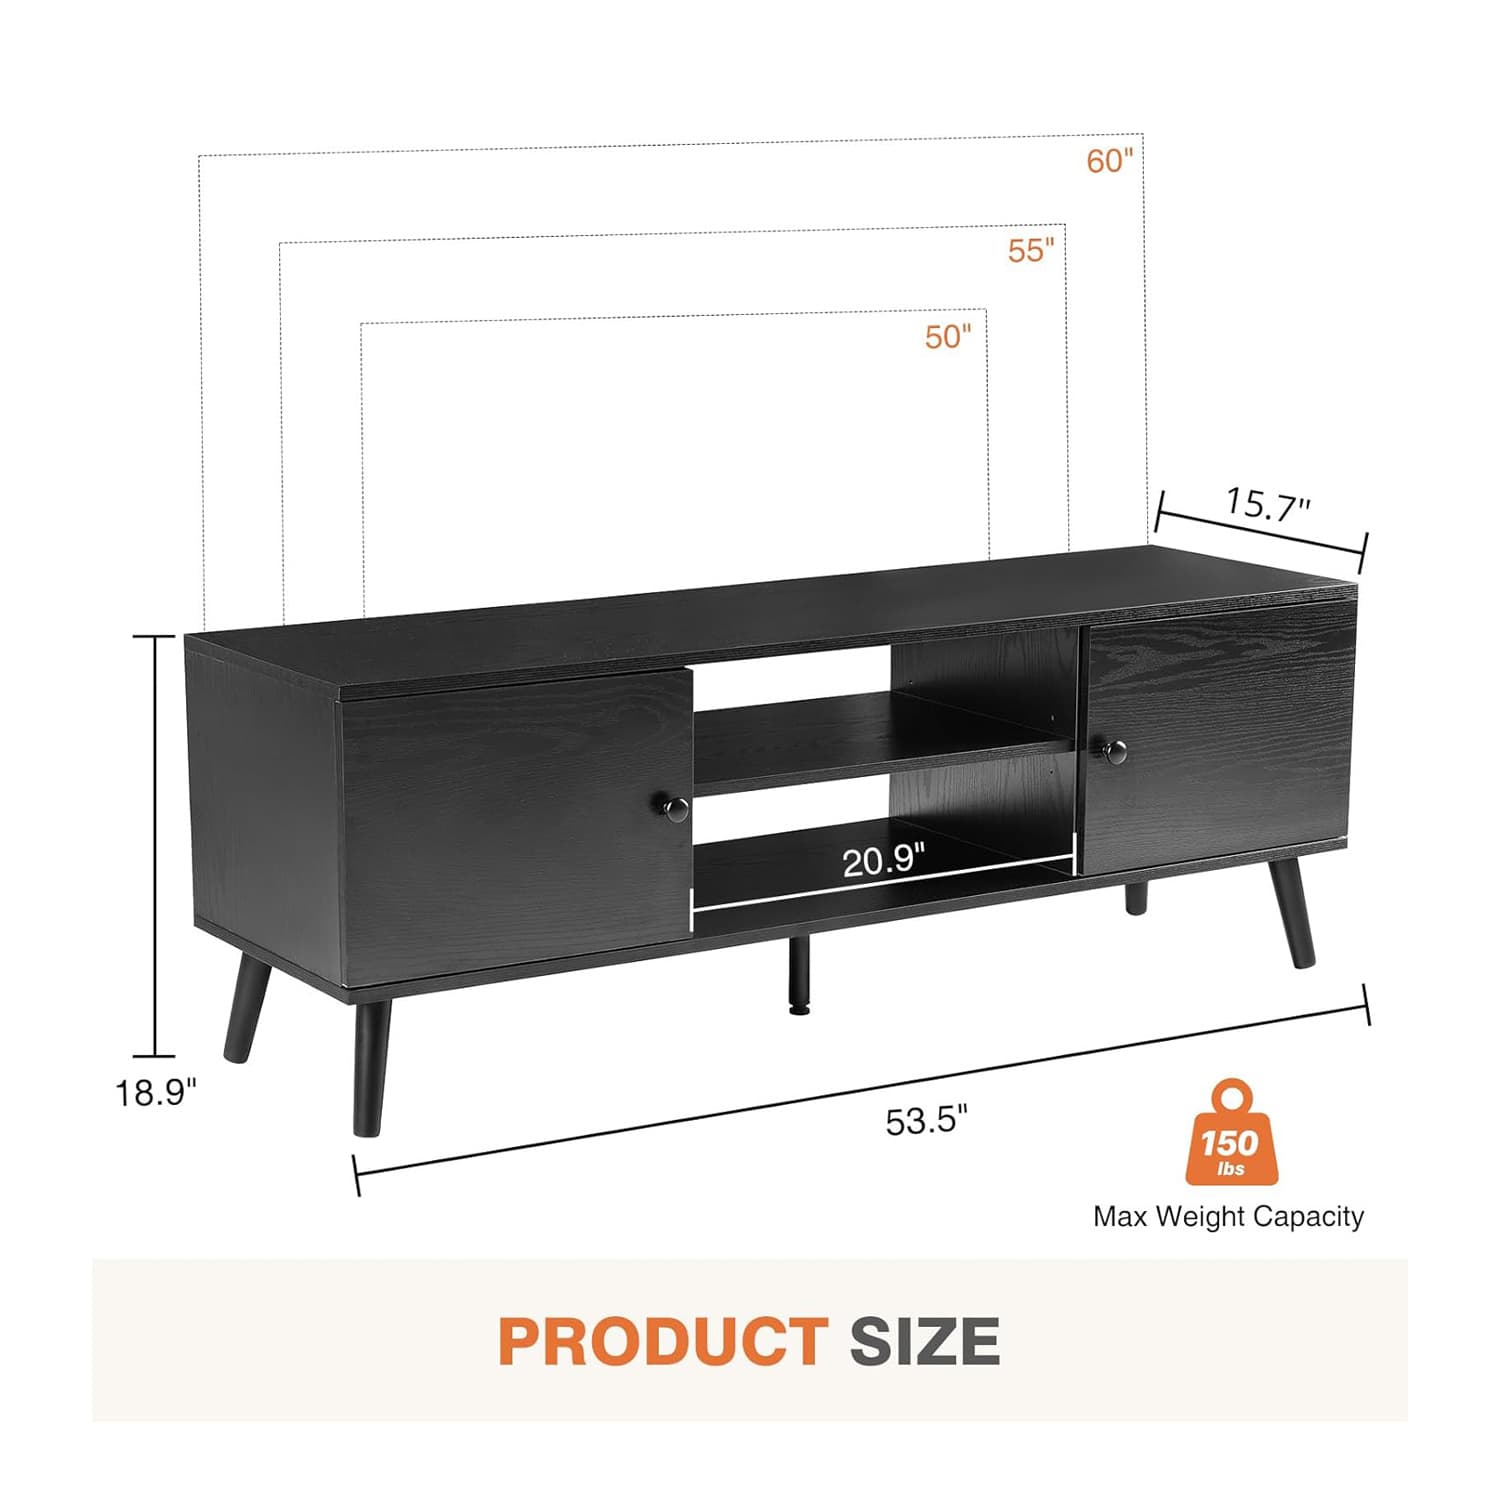 60"
55"
50"
15.7"
20.9"
18.9"
53.5"
150
lbs
Max Weight Capacity
PRODUCT SIZE